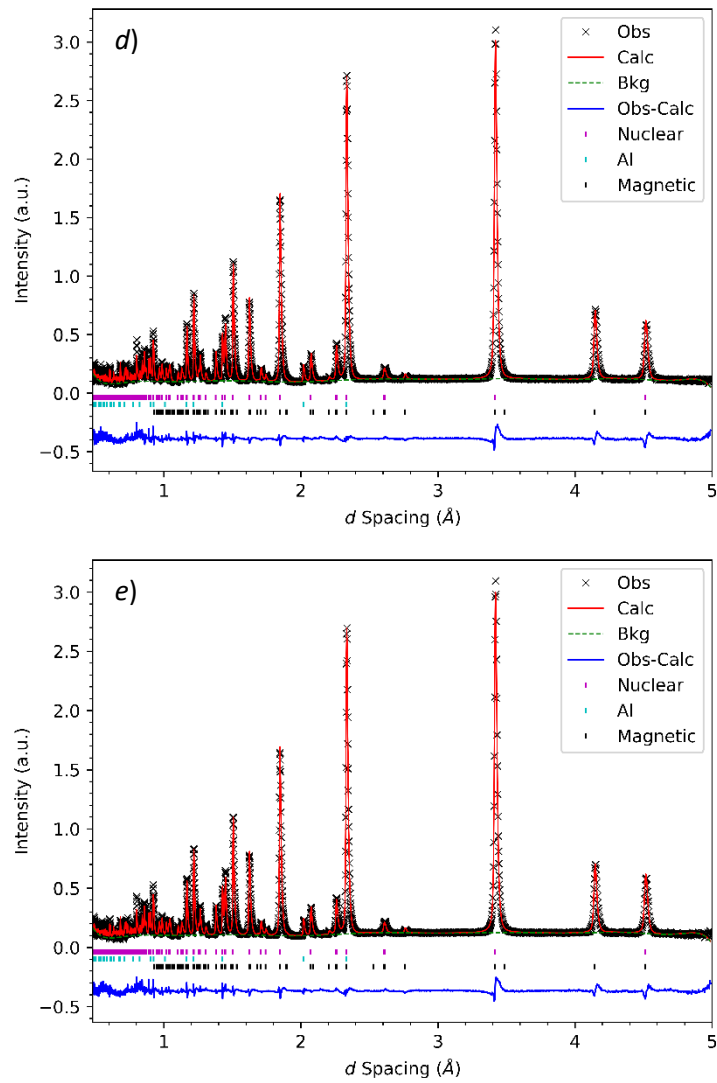 d)
3.0
2.5
2.0
1.5
1.0
0.5
0.0
−0.5
Intensity (a.u.)
Obs
Calc
Bkg
Obs-Calc
Nuclear
Al
Magnetic
1 2 3 4 5
d Spacing (Å)
e)
3.0
2.5
2.0
1.5
1.0
0.5
0.0
−0.5
Intensity (a.u.)
Obs
Calc
Bkg
Obs-Calc
Nuclear
Al
Magnetic
1 2 3 4 5
d Spacing (Å)